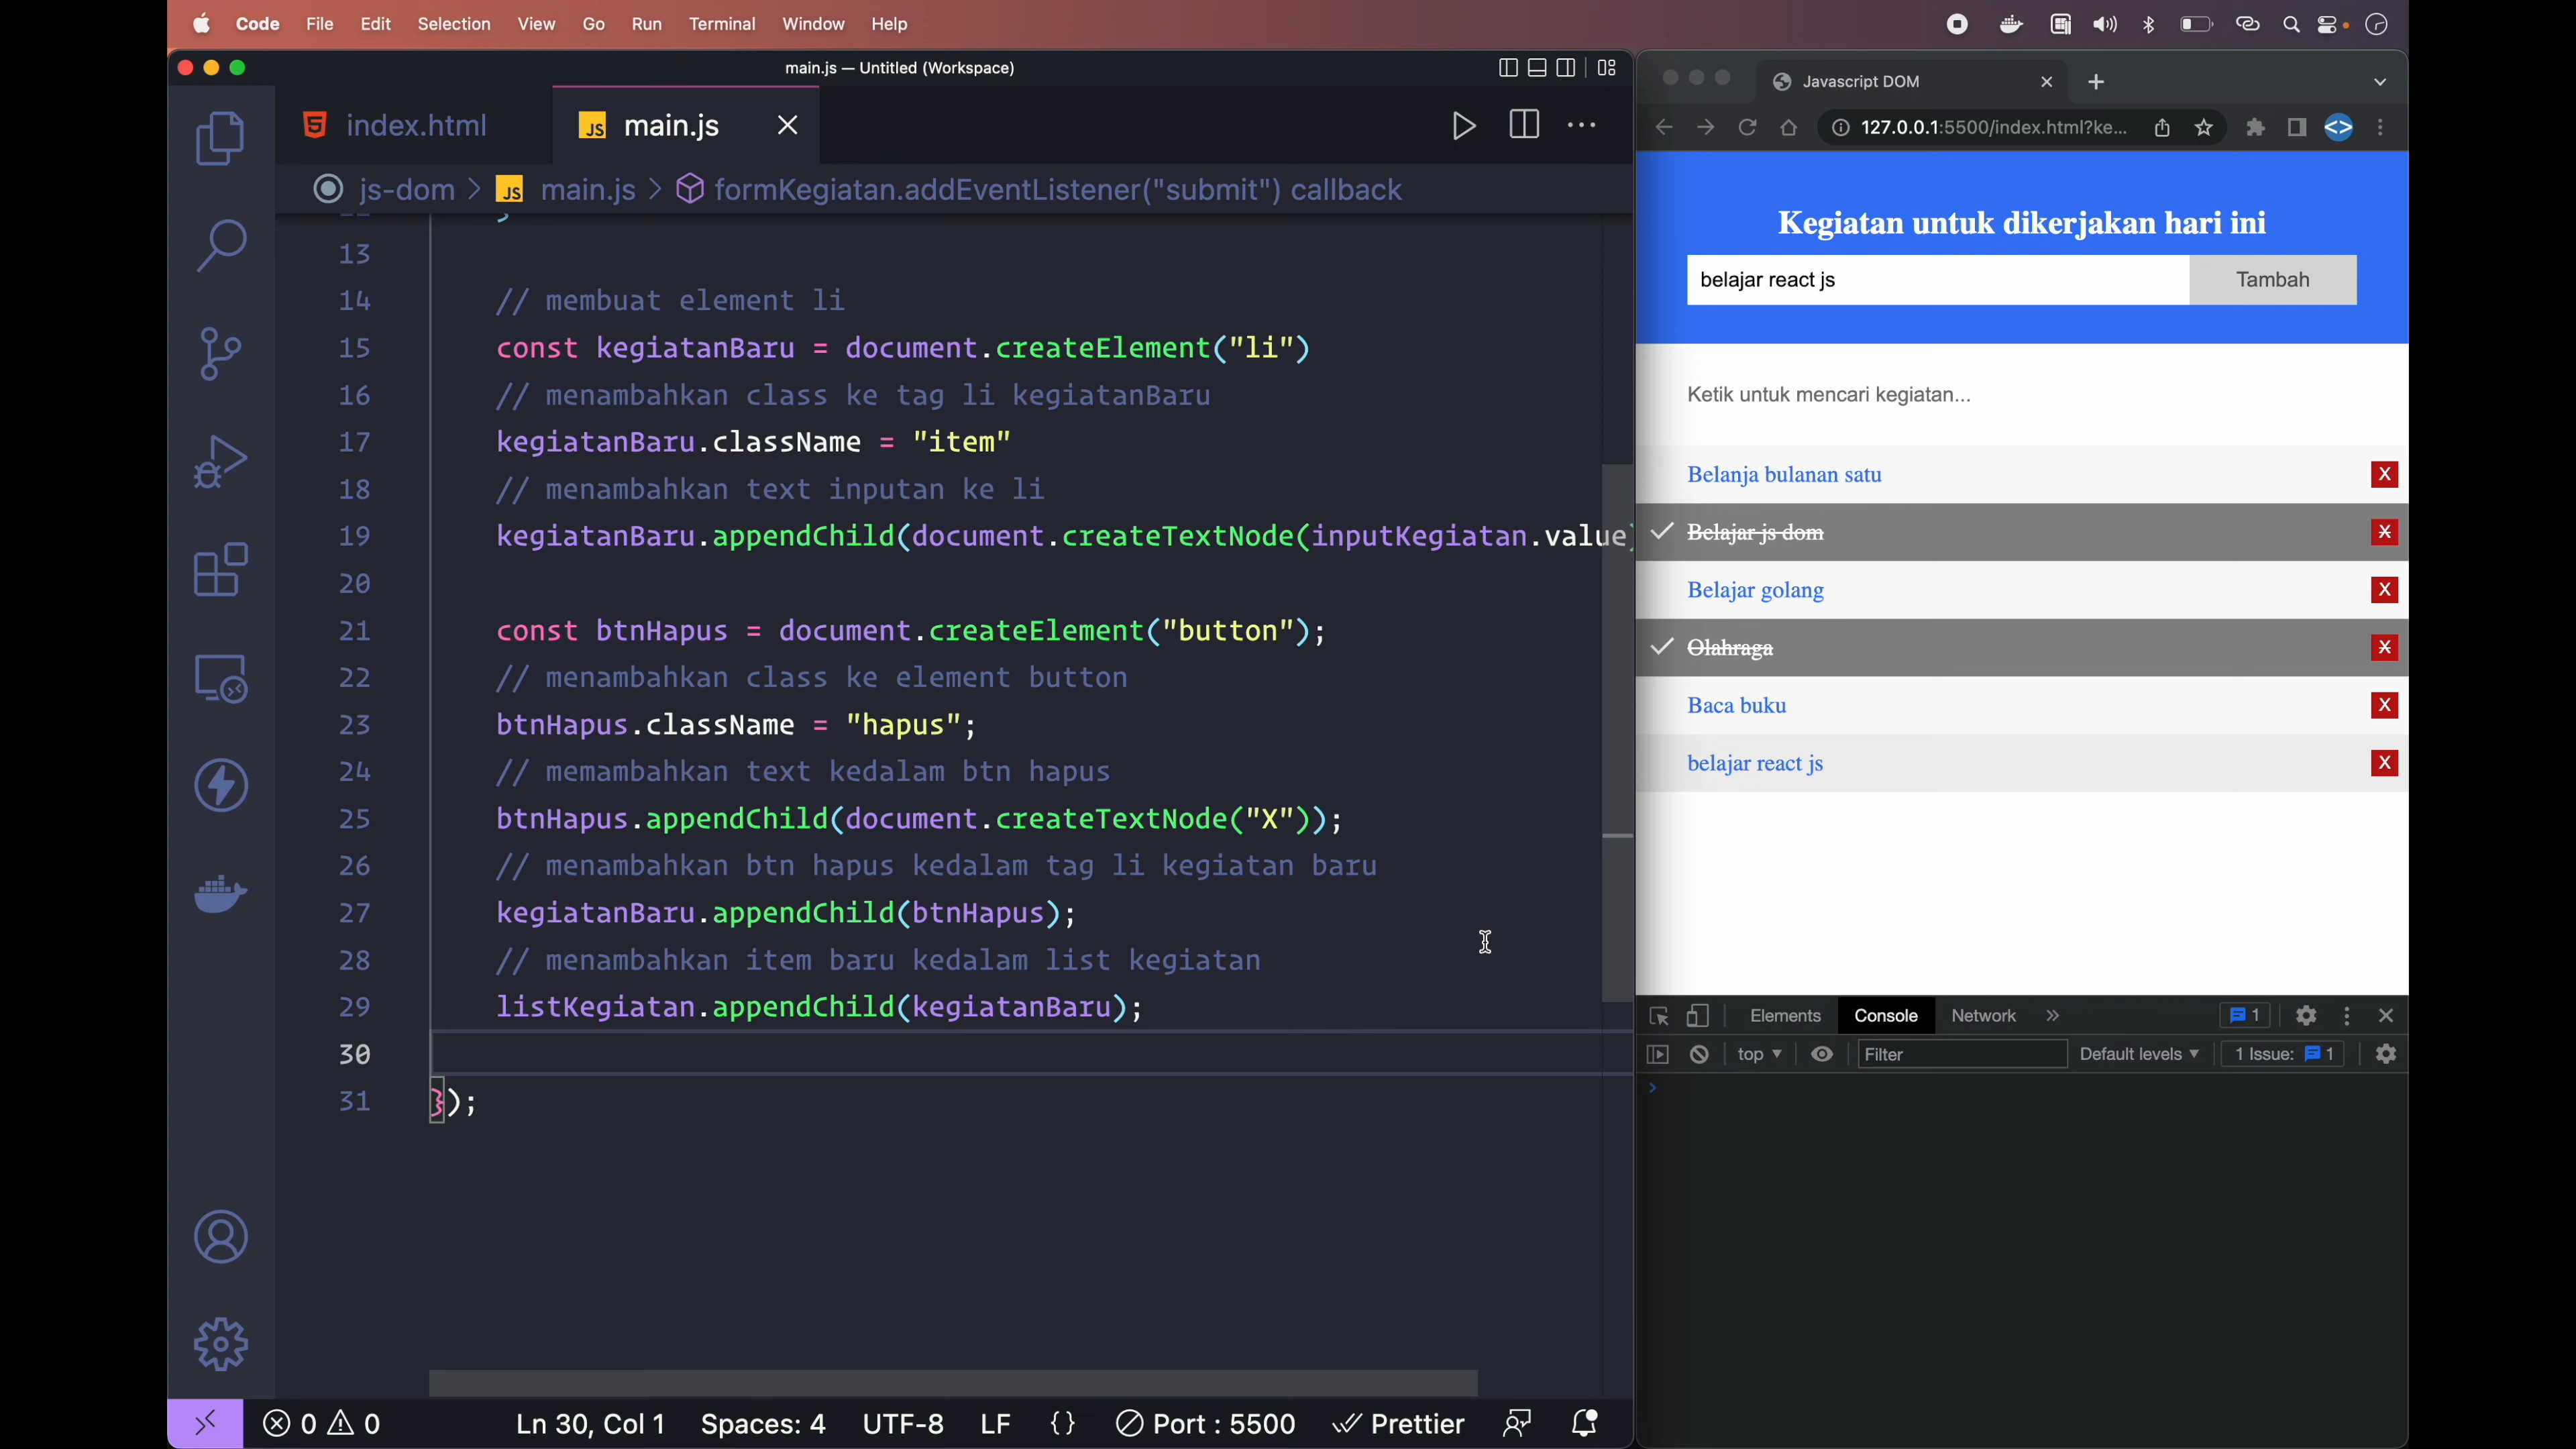 Code File Edit Selection View Go Run Terminal Window Help
main.js — Untitled (Workspace)
index.html
JS main.js
js-dom > JS main.js > formKegiatan.addEventListener("submit") callback
13
14 // membuat element li
15 const kegiatanBaru = document.createElement("li")
16 // menambahkan class ke tag li kegiatanBaru
17 kegiatanBaru.className = "item"
18 // menambahkan text inputan ke li
19 kegiatanBaru.appendChild(document.createTextNode(inputKegiatan.value)
20
21 const btnHapus = document.createElement("button");
22 // menambahkan class ke element button
23 btnHapus.className = "hapus";
24 // memambahkan text kedalam btn hapus
25 btnHapus.appendChild(document.createTextNode("X"));
26 // menambahkan btn hapus kedalam tag li kegiatan baru
27 kegiatanBaru.appendChild(btnHapus);
28 // menambahkan item baru kedalam list kegiatan
29 listKegiatan.appendChild(kegiatanBaru);
30
31 });
0 0 Ln 30, Col 1 Spaces: 4 UTF-8 LF {} Port : 5500 Prettier
Javascript DOM
127.0.0.1:5500/index.html?ke...
Kegiatan untuk dikerjakan hari ini
belajar react js Tambah
Ketik untuk mencari kegiatan...
Belanja bulanan satu X
Belajar js dom X
Belajar golang X
Olahraga X
Baca buku X
belajar react js X
Elements Console Network » 1
top Filter Default levels 1 Issue: 1
>